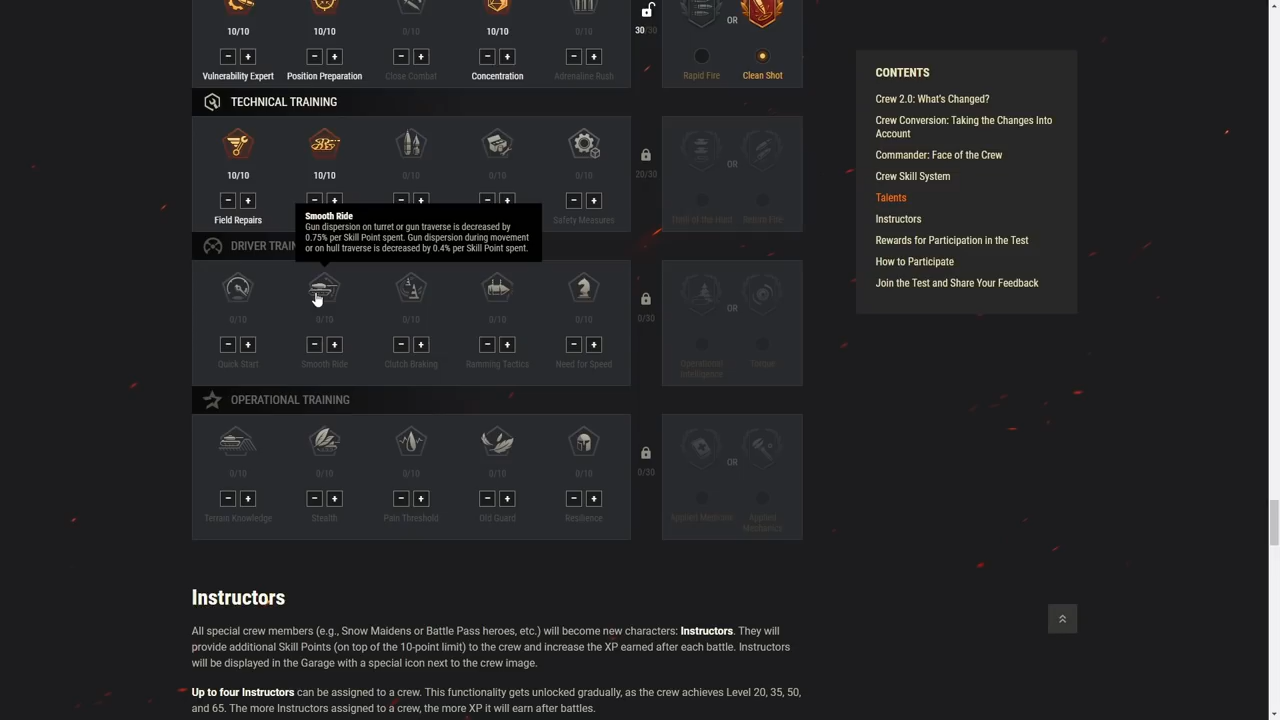 10/10 10/10 0/10 10/10 0/10 30/30 OR
- + - + - + - + - +
Vulnerability Expert Position Preparation Close Combat Concentration Adrenaline Rush Rapid Fire Clean Shot
TECHNICAL TRAINING
10/10 10/10 0/10 0/10 0/10 20/30 OR
Field Repairs Safety Measures
Smooth Ride
Gun dispersion on turret or gun traverse is decreased by
0.75% per Skill Point spent. Gun dispersion during movement
or on hull traverse is decreased by 0.4% per Skill Point spent.
DRIVER TRAIN
0/10 0/10 0/10 0/10 0/10 0/30 OR
- + - + - + - + - +
Quick Start Smooth Ride Clutch Braking Ramming Tactics Need for Speed Operational
Intelligence
OPERATIONAL TRAINING
0/10 0/10 0/10 0/10 0/10 0/30 OR
- + - + - + - + - +
Terrain Knowledge Stealth Pain Threshold Old Guard Resilience Applied Medicine Applied
Mechanics
Instructors
All special crew members (e.g., Snow Maidens or Battle Pass heroes, etc.) will become new characters: Instructors. They will
provide additional Skill Points (on top of the 10-point limit) to the crew and increase the XP earned after each battle. Instructors
will be displayed in the Garage with a special icon next to the crew image.
Up to four Instructors can be assigned to a crew. This functionality gets unlocked gradually, as the crew achieves Level 20, 35, 50,
and 65. The more Instructors assigned to a crew, the more XP it will earn after battles.
CONTENTS
Crew 2.0: What's Changed?
Crew Conversion: Taking the Changes Into
Account
Commander: Face of the Crew
Crew Skill System
Talents
Instructors
Rewards for Participation in the Test
How to Participate
Join the Test and Share Your Feedback